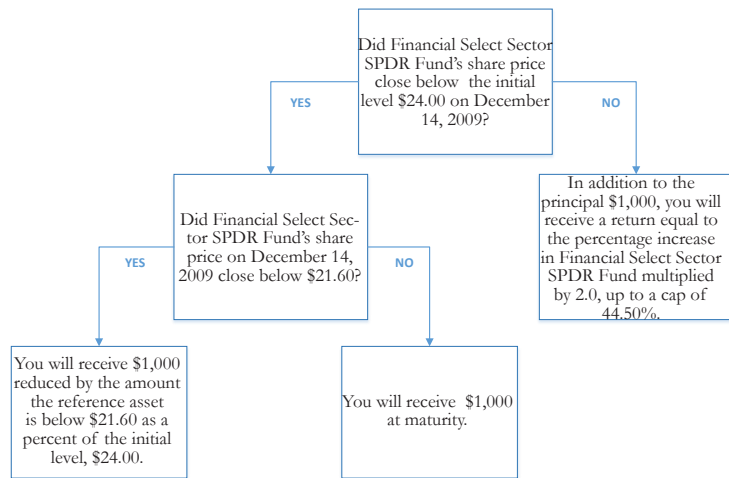 Did Financial Select Sector
SPDR Fund's share price
close below the initial
level $24.00 on December
14, 2009?
YES
NO
Did Financial Select Sec-
tor SPDR Fund's share
price on December 14,
2009 close below $21.60?
In addition to the
principal $1,000, you will
receive a return equal to
the percentage increase
in Financial Select Sector
SPDR Fund multiplied
by 2.0, up to a cap of
44.50%.
YES
NO
You will receive $1,000
reduced by the amount
the reference asset
is below $21.60 as a
percent of the initial
level, $24.00.
You will receive $1,000
at maturity.